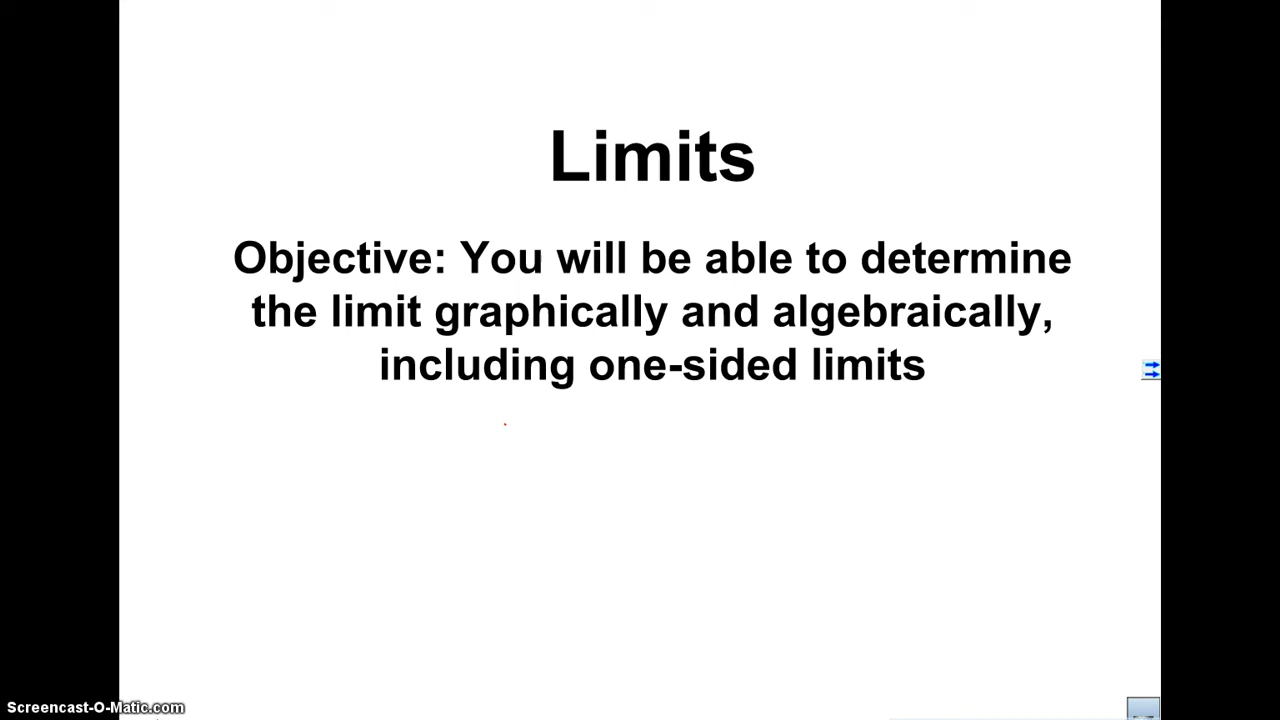 Limits
Objective: You will be able to determine
the limit graphically and algebraically,
including one-sided limits
Screencast-O-Matic.com